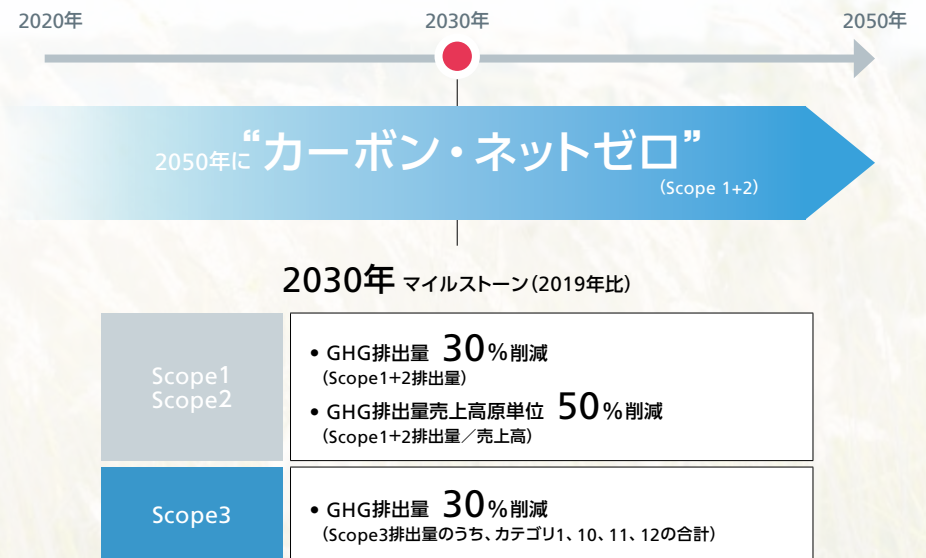 2020年 2030年 2050年
2050年に“カーボン・ネットゼロ”
(Scope 1+2)
2030年 マイルストーン(2019年比)
Scope1
Scope2
• GHG排出量 30%削減
(Scope1+2排出量)
• GHG排出量売上高原単位 50%削減
(Scope1+2排出量／売上高)
Scope3
• GHG排出量 30%削減
(Scope3排出量のうち、カテゴリ1、10、11、12の合計)